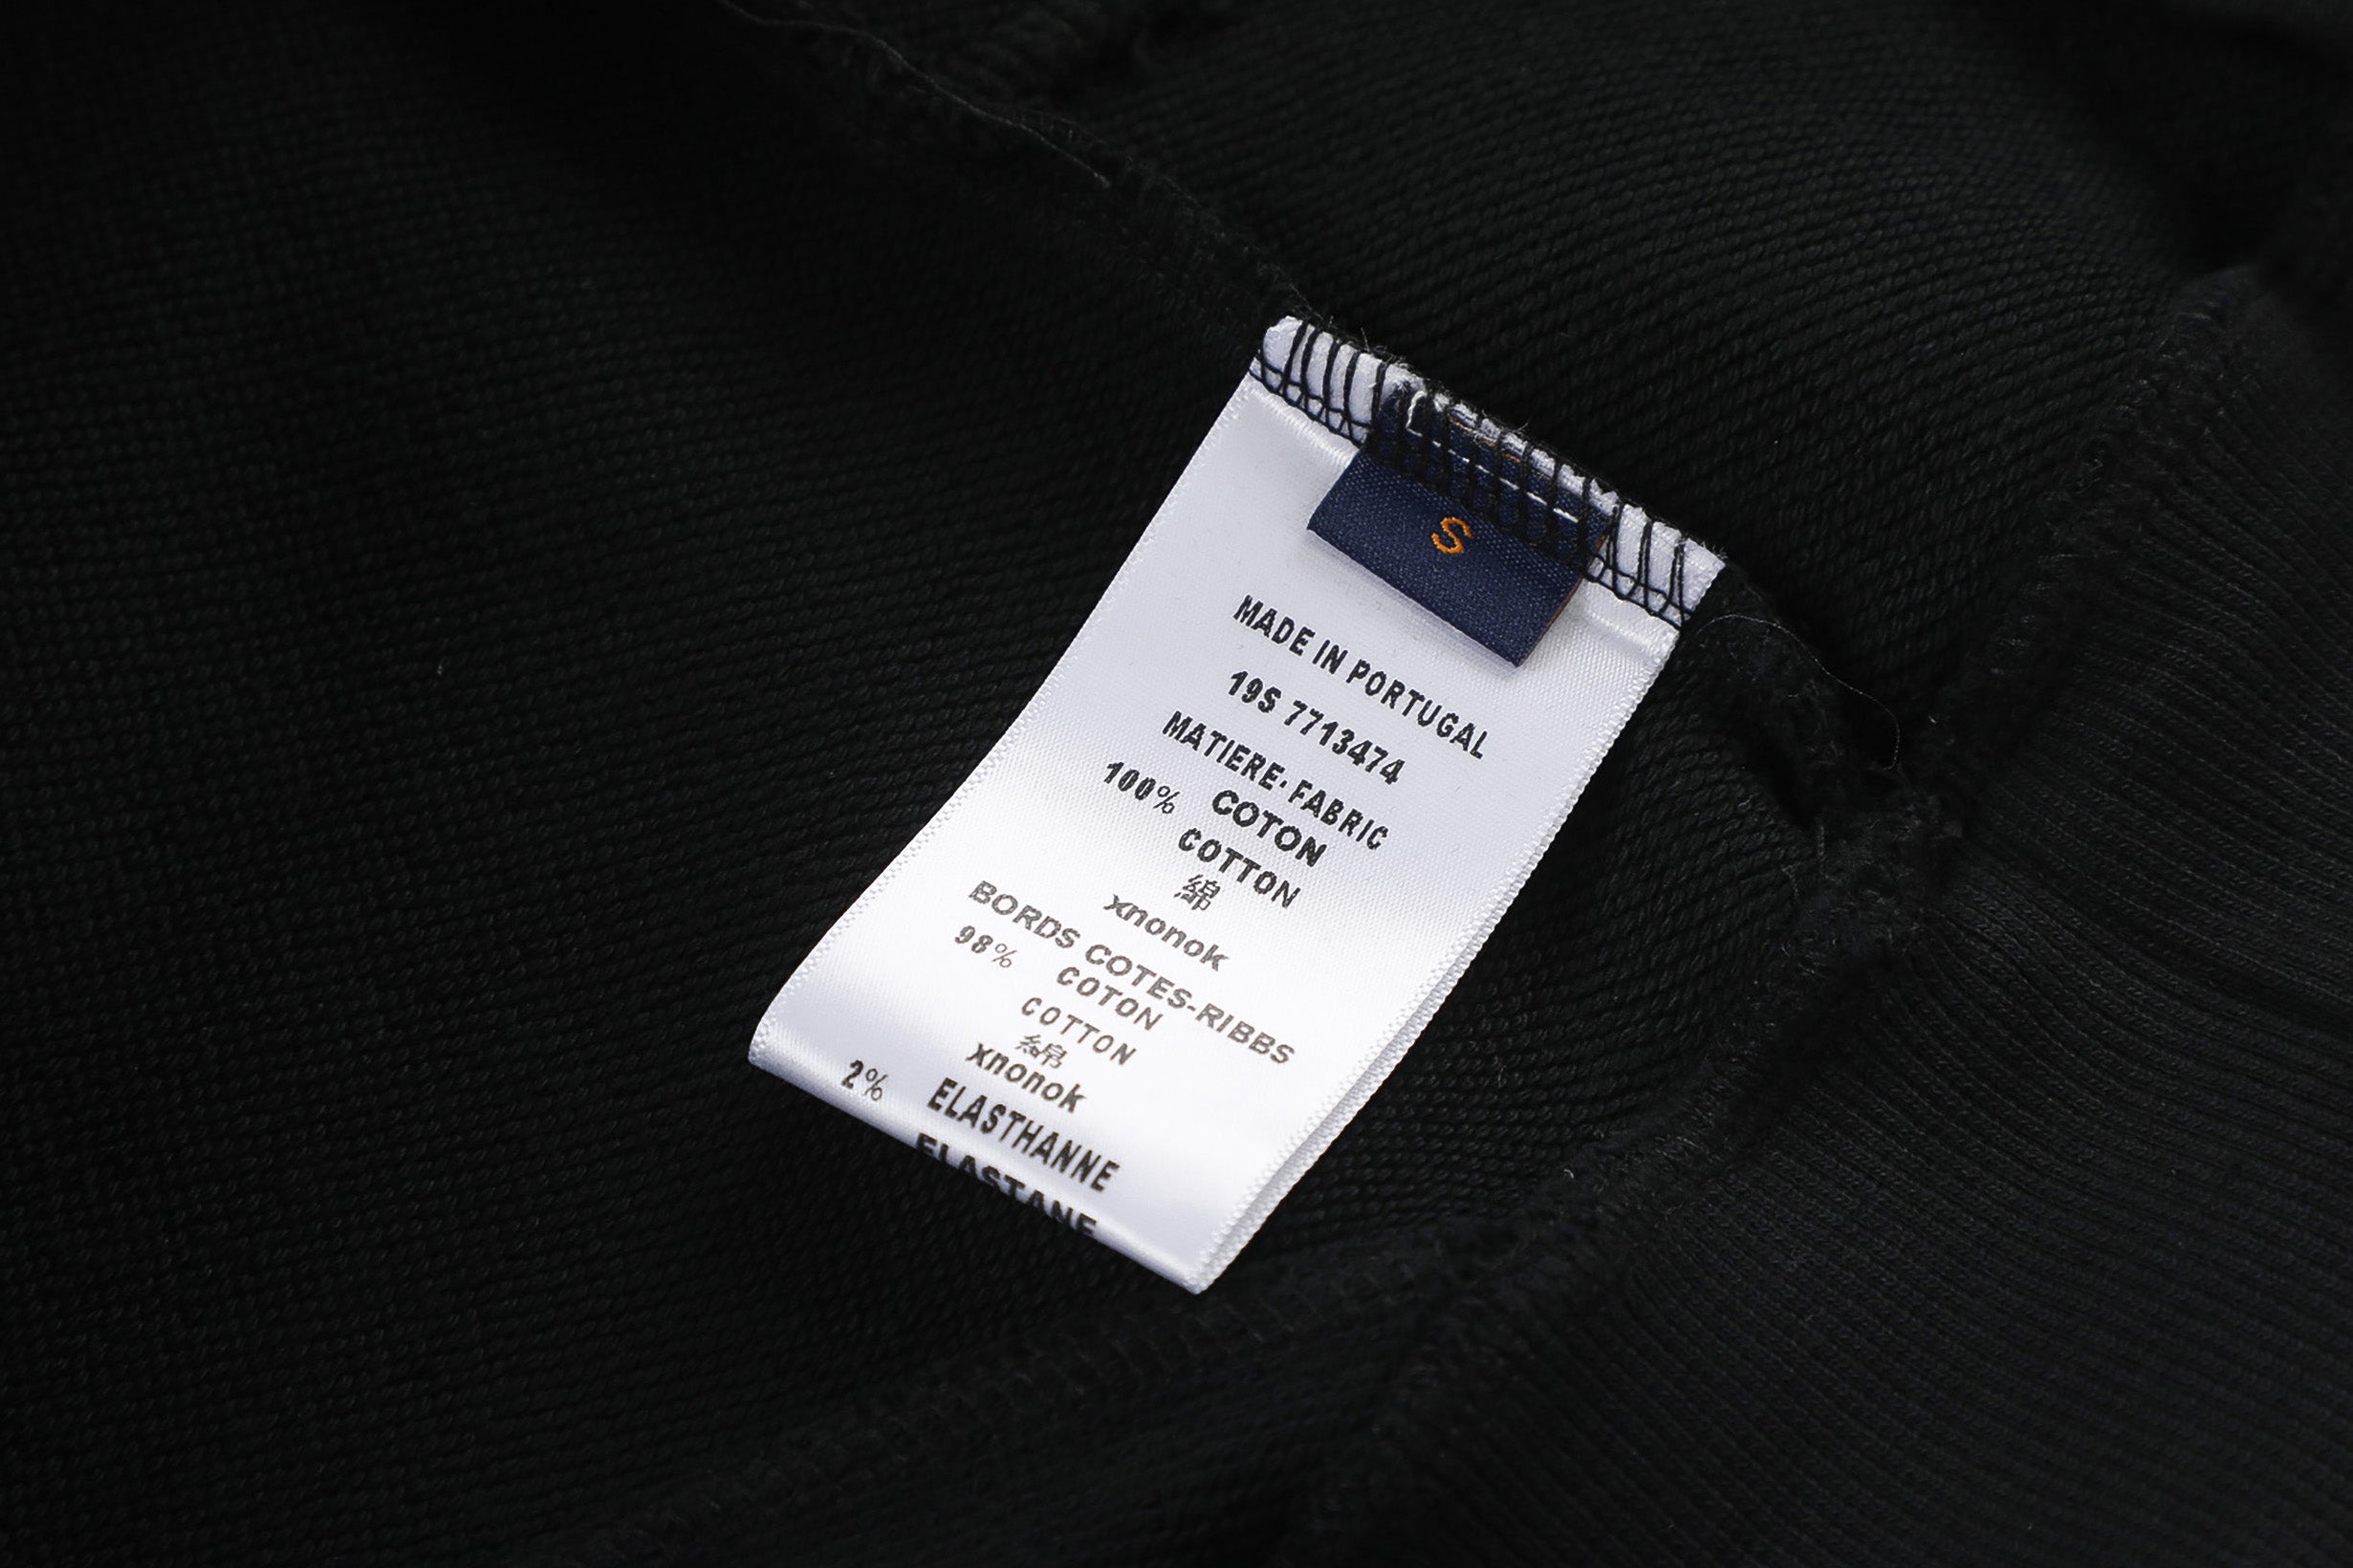 S
MADE IN PORTUGAL
19S 7713474
MATIERE·FABRIC
100% COTON
COTTON
綿
xnonok
BORDS COTES-RIBBS
98% COTON
COTTON
綿
xnonok
2% ELASTHANNE
ELASTANE